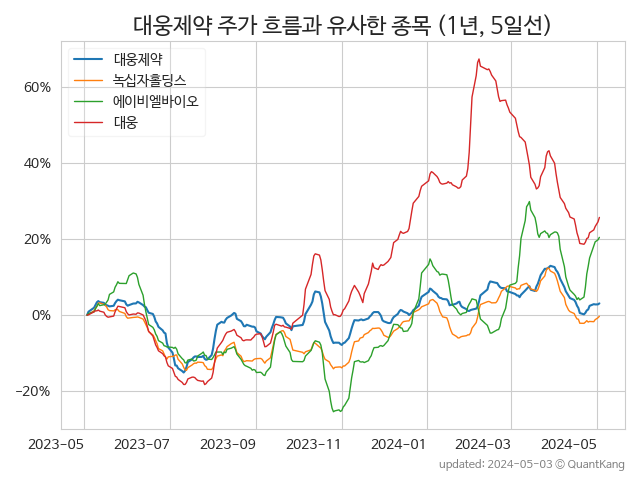 대웅제약 주가 흐름과 유사한 종목 (1년, 5일선)
대웅제약
녹십자홀딩스
에이비엘바이오
대웅
60%
40%
20%
0%
−20%
2023-05 2023-07 2023-09 2023-11 2024-01 2024-03 2024-05
updated: 2024-05-03 © QuantKang